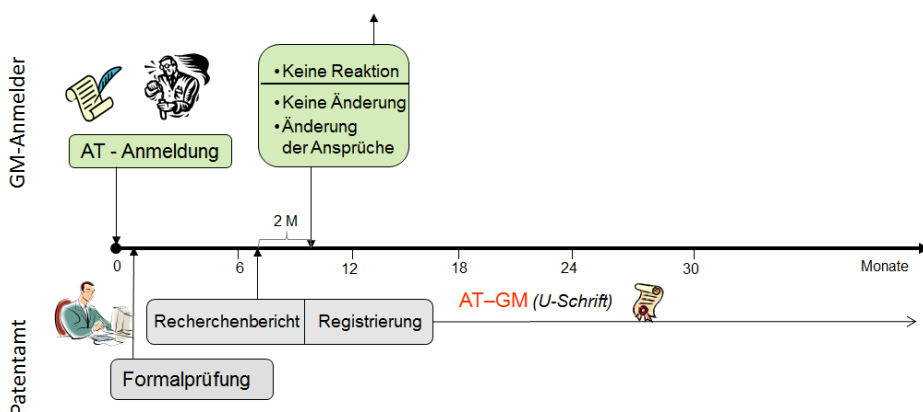 GM-Anmelder
AT - Anmeldung
• Keine Reaktion
• Keine Änderung
• Änderung
der Ansprüche
2 M
0
6
12
18
24
30
Monate
Patentamt
Recherchenbericht
Registrierung
AT–GM (U-Schrift)
Formalprüfung